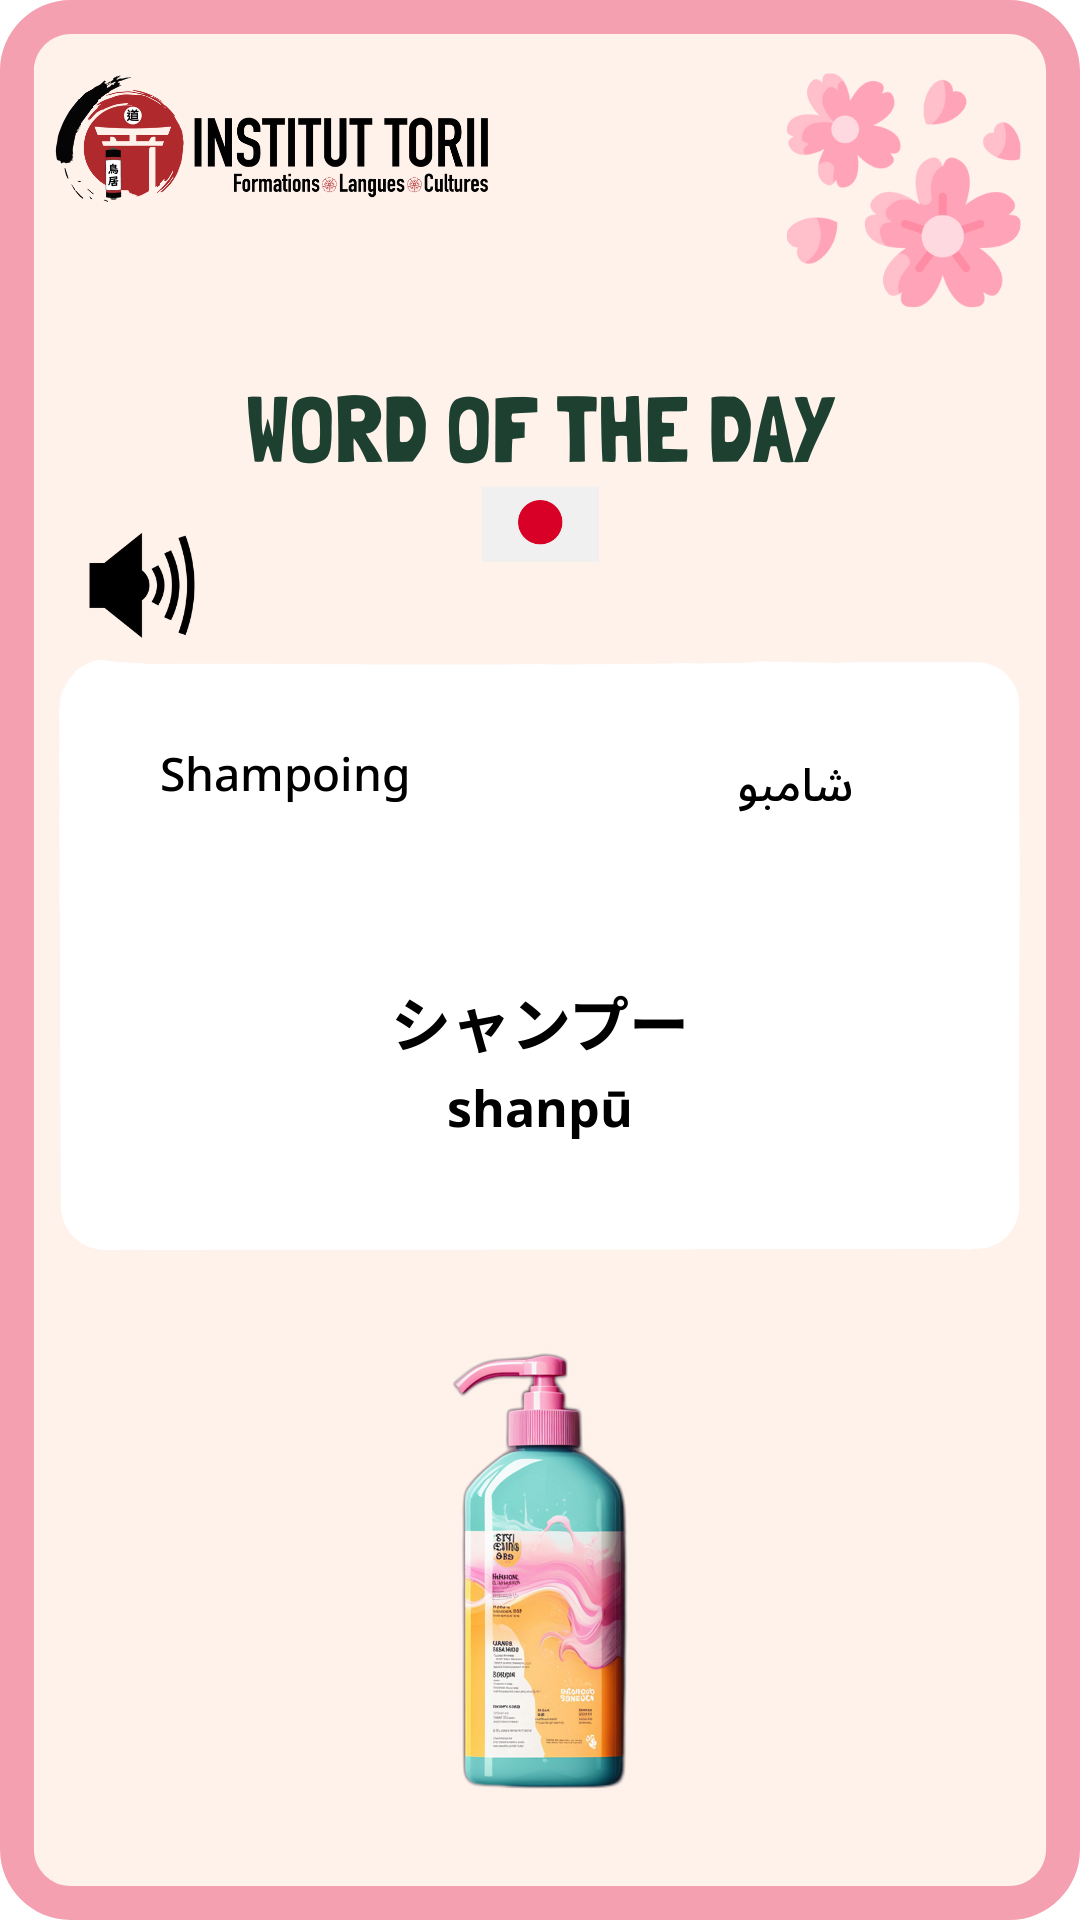 道
鳥居
INSTITUT TORII
Formations Langues Cultures
WORD OF THE DAY
Shampoing
شامبو
シャンプー
shanpū